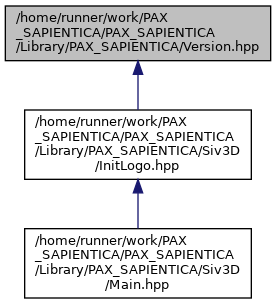 /home/runner/work/PAX
_SAPIENTICA/PAX_SAPIENTICA
/Library/PAX_SAPIENTICA/Version.hpp
/home/runner/work/PAX
_SAPIENTICA/PAX_SAPIENTICA
/Library/PAX_SAPIENTICA/Siv3D
/InitLogo.hpp
/home/runner/work/PAX
_SAPIENTICA/PAX_SAPIENTICA
/Library/PAX_SAPIENTICA/Siv3D
/Main.hpp